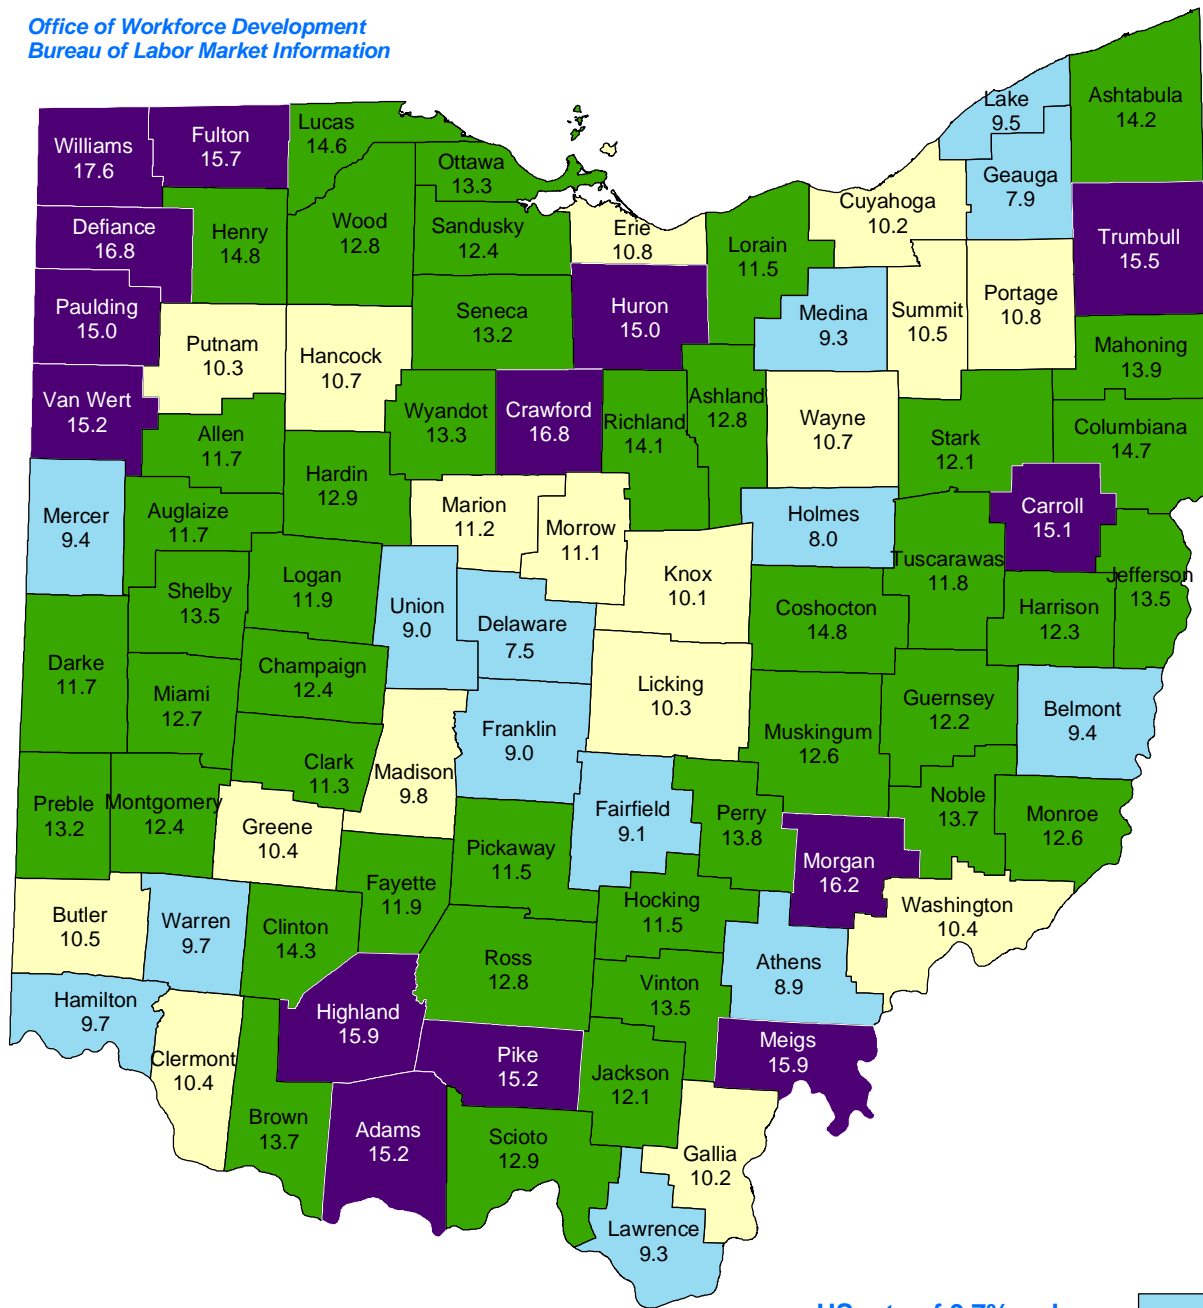 Office of Workforce Development
Bureau of Labor Market Information
Lake
9.5
Ashtabula
14.2
Williams
17.6
Fulton
15.7
Lucas
14.6
Ottawa
13.3
Geauga
7.9
Cuyahoga
10.2
Defiance
16.8
Henry
14.8
Wood
12.8
Sandusky
12.4
Erie
10.8
Lorain
11.5
Trumbull
15.5
Paulding
15.0
Seneca
13.2
Huron
15.0
Medina
9.3
Summit
10.5
Portage
10.8
Putnam
10.3
Hancock
10.7
Mahoning
13.9
Van Wert
15.2
Wyandot
13.3
Crawford
16.8
Richland
14.1
Ashland
12.8
Wayne
10.7
Stark
12.1
Columbiana
14.7
Allen
11.7
Hardin
12.9
Mercer
9.4
Auglaize
11.7
Marion
11.2
Morrow
11.1
Holmes
8.0
Carroll
15.1
Tuscarawas
11.8
Jefferson
13.5
Shelby
13.5
Logan
11.9
Union
9.0
Delaware
7.5
Knox
10.1
Coshocton
14.8
Harrison
12.3
Darke
11.7
Miami
12.7
Champaign
12.4
Licking
10.3
Guernsey
12.2
Belmont
9.4
Franklin
9.0
Muskingum
12.6
Clark
11.3
Madison
9.8
Preble
13.2
Montgomery
12.4
Greene
10.4
Fairfield
9.1
Perry
13.8
Noble
13.7
Monroe
12.6
Pickaway
11.5
Morgan
16.2
Fayette
11.9
Hocking
11.5
Washington
10.4
Butler
10.5
Warren
9.7
Clinton
14.3
Ross
12.8
Athens
8.9
Vinton
13.5
Hamilton
9.7
Highland
15.9
Pike
15.2
Meigs
15.9
Clermont
10.4
Jackson
12.1
Brown
13.7
Adams
15.2
Scioto
12.9
Gallia
10.2
Lawrence
9.3